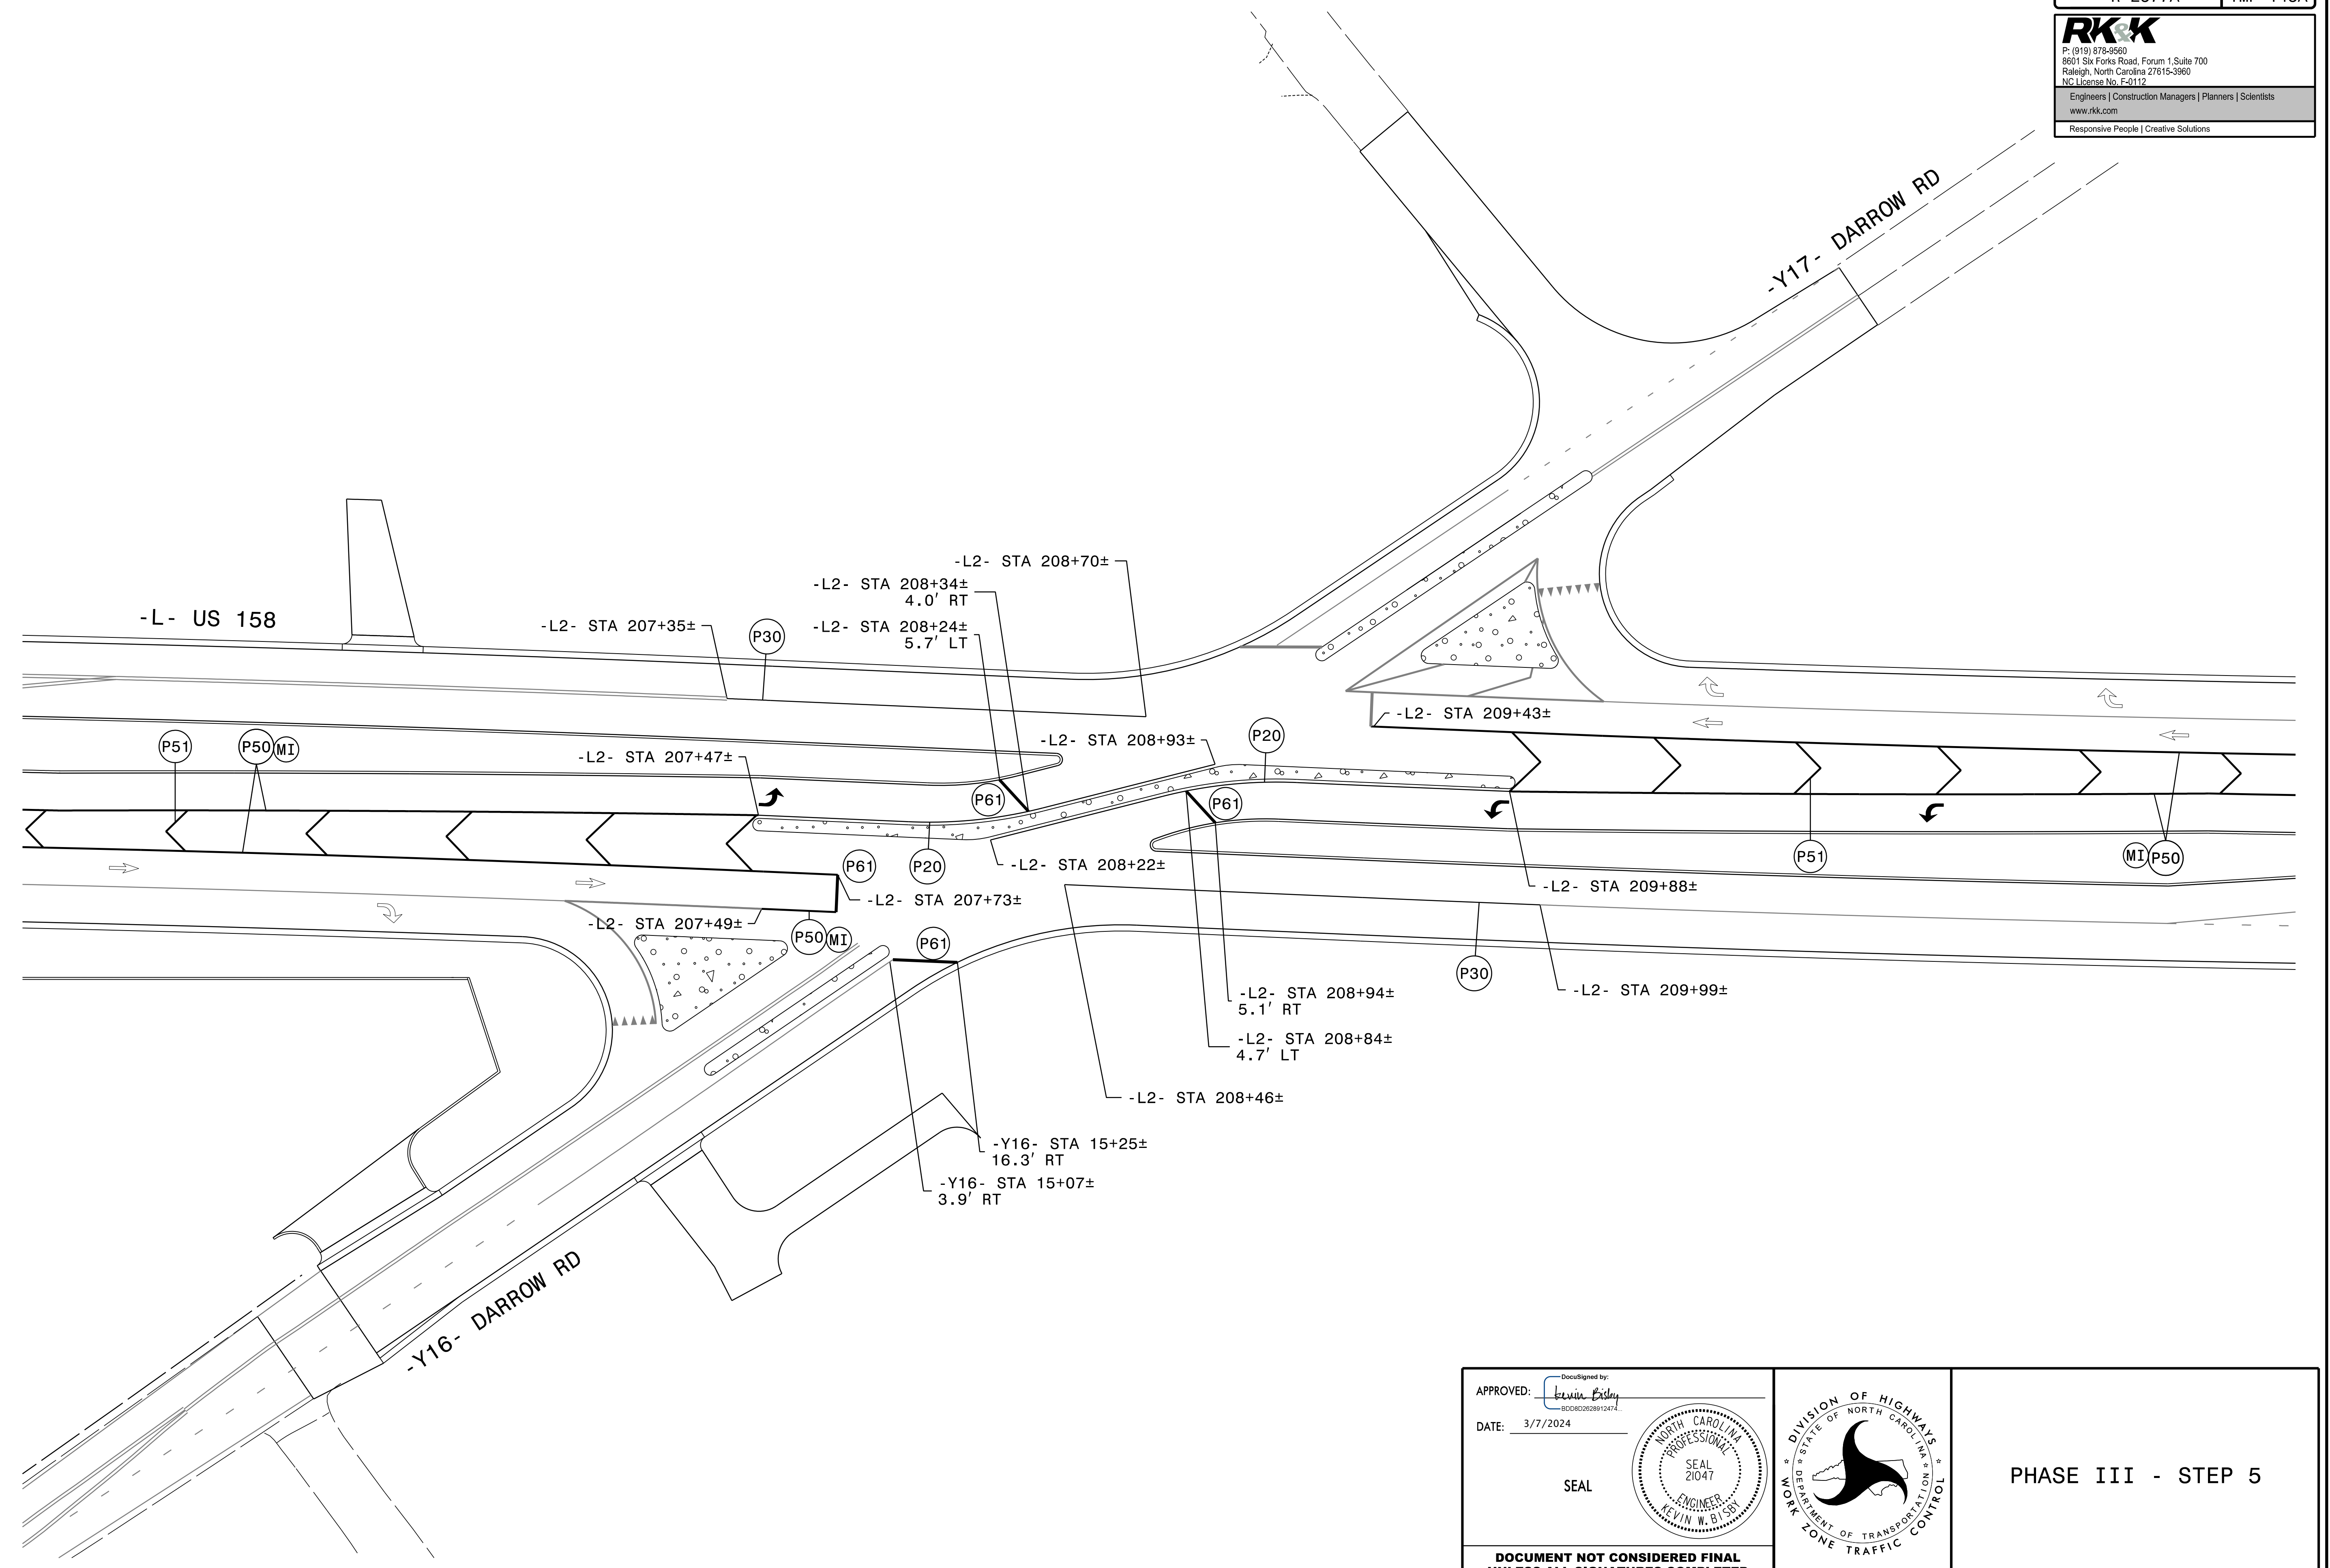 RK&K
P: (919) 878-9560
8601 Six Forks Road, Forum 1,Suite 700
Raleigh, North Carolina 27615-3960
NC License No. F-0112
Engineers | Construction Managers | Planners | Scientists
www.rkk.com
Responsive People | Creative Solutions
-Y17- DARROW RD
-L2- STA 208+70±
-L2- STA 208+34±
4.0' RT
-L- US 158
-L2- STA 207+35±
P30
-L2- STA 208+24±
5.7' LT
-L2- STA 209+43±
P51
P50
MI
-L2- STA 207+47±
-L2- STA 208+93±
P20
P61
P61
P61
P20
-L2- STA 208+22±
P51
MI
P50
-L2- STA 207+73±
-L2- STA 209+88±
-L2- STA 207+49±
P50
MI
P61
P30
-L2- STA 209+99±
-L2- STA 208+94±
5.1' RT
-L2- STA 208+84±
4.7' LT
-L2- STA 208+46±
-Y16- STA 15+25±
16.3' RT
-Y16- STA 15+07±
3.9' RT
-Y16- DARROW RD
APPROVED:
DocuSigned by:
Kevin Bisby
BDD8D2628912474...
DATE: 3/7/2024
SEAL
NORTH CAROLINA
PROFESSIONAL
SEAL
21047
ENGINEER
KEVIN W. BISBY
DIVISION OF HIGHWAYS
STATE OF NORTH CAROLINA
DEPARTMENT OF TRANSPORTATION
WORK ZONE TRAFFIC CONTROL
PHASE III - STEP 5
DOCUMENT NOT CONSIDERED FINAL
UNLESS ALL SIGNATURES COMPLETED